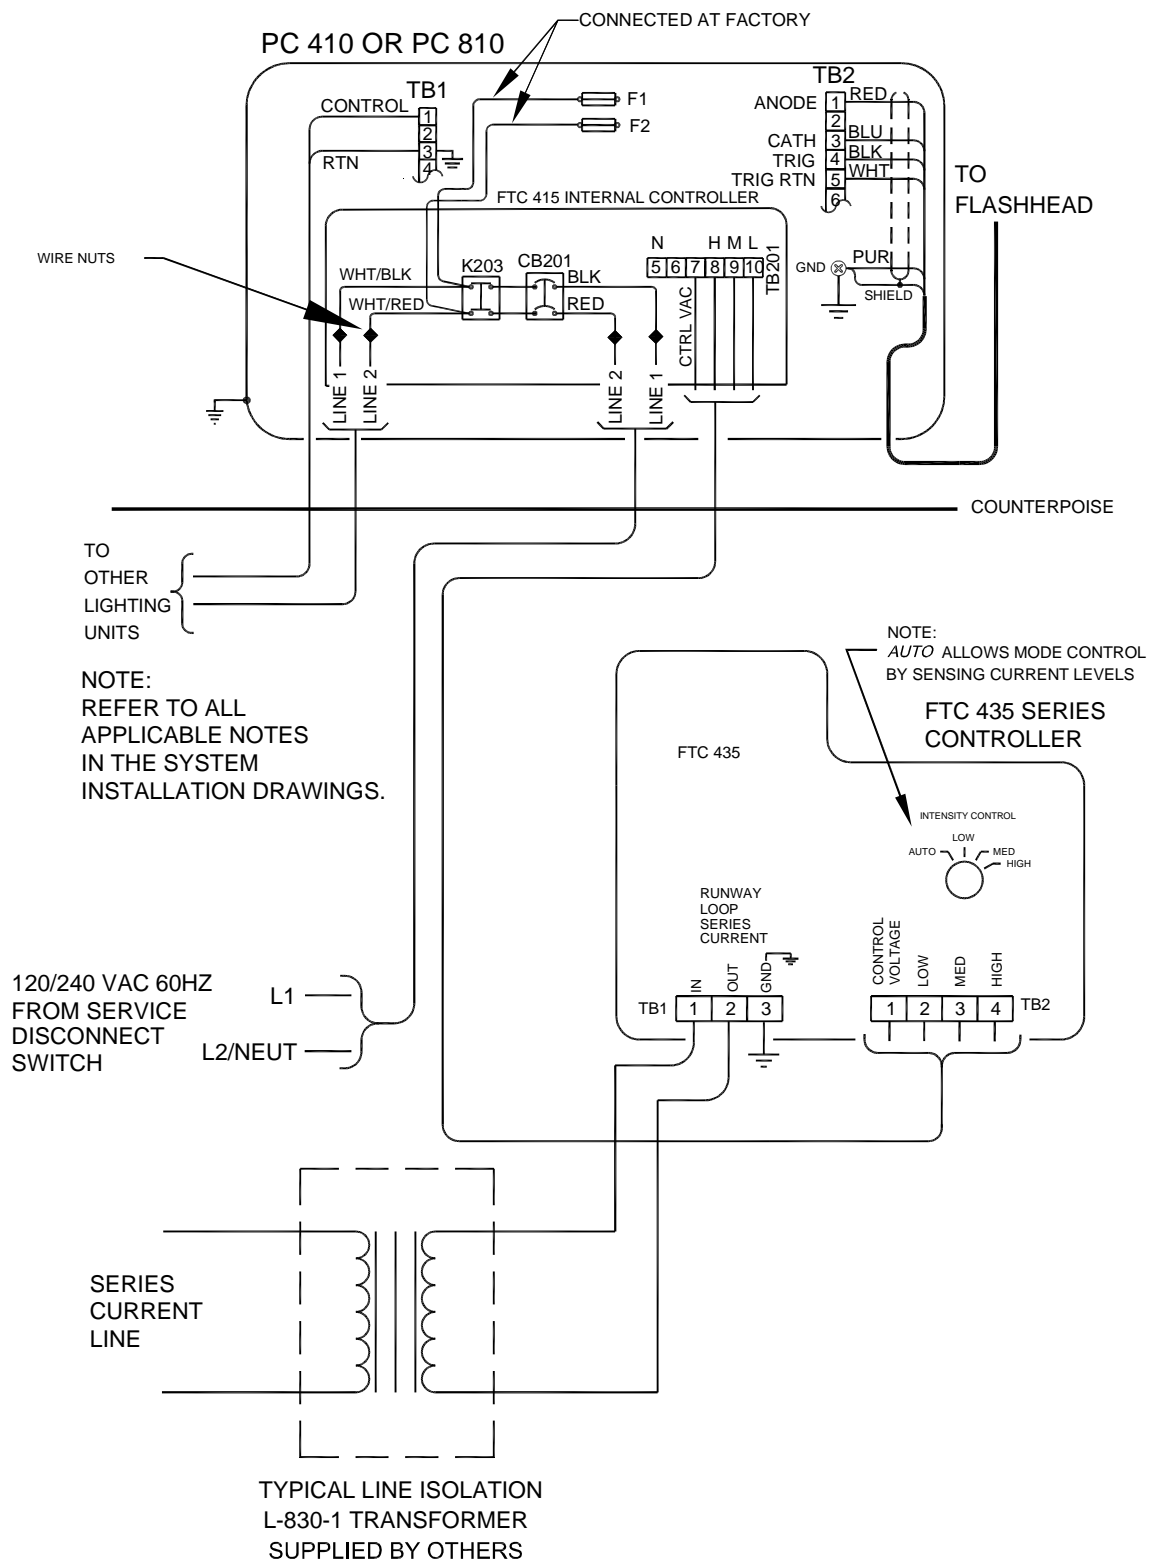 CONNECTED AT FACTORY
PC 410 OR PC 810
TB1
CONTROL
1
2
3
4
RTN
F1
F2
TB2
ANODE
1
RED
2
CATH
3
BLU
TRIG
4
BLK
TRIG RTN
5
WHT
6
TO
FLASHHEAD
FTC 415 INTERNAL CONTROLLER
WIRE NUTS
WHT/BLK
WHT/RED
K203
CB201
BLK
RED
N
H
M
L
5
6
7
8
9
10
TB201
CTRL VAC
GND
PUR
SHIELD
LINE 1
LINE 2
LINE 2
LINE 1
COUNTERPOISE
TO
OTHER
LIGHTING
UNITS
NOTE:
REFER TO ALL
APPLICABLE NOTES
IN THE SYSTEM
INSTALLATION DRAWINGS.
NOTE:
AUTO ALLOWS MODE CONTROL
BY SENSING CURRENT LEVELS
FTC 435 SERIES
CONTROLLER
FTC 435
INTENSITY CONTROL
LOW
AUTO
MED
HIGH
RUNWAY
LOOP
SERIES
CURRENT
IN
OUT
GND
TB1
1
2
3
CONTROL
VOLTAGE
LOW
MED
HIGH
1
2
3
4
TB2
120/240 VAC 60HZ
FROM SERVICE
DISCONNECT
SWITCH
L1
L2/NEUT
SERIES
CURRENT
LINE
TYPICAL LINE ISOLATION
L-830-1 TRANSFORMER
SUPPLIED BY OTHERS